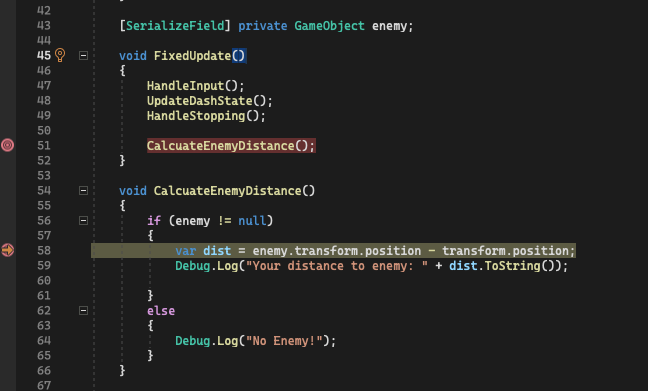 42
43 [SerializeField] private GameObject enemy;
44
45 void FixedUpdate()
46 {
47 HandleInput();
48 UpdateDashState();
49 HandleStopping();
50
51 CalcuateEnemyDistance();
52 }
53
54 void CalcuateEnemyDistance()
55 {
56 if (enemy != null)
57 {
58 var dist = enemy.transform.position - transform.position;
59 Debug.Log("Your distance to enemy: " + dist.ToString());
60
61 }
62 else
63 {
64 Debug.Log("No Enemy!");
65 }
66 }
67